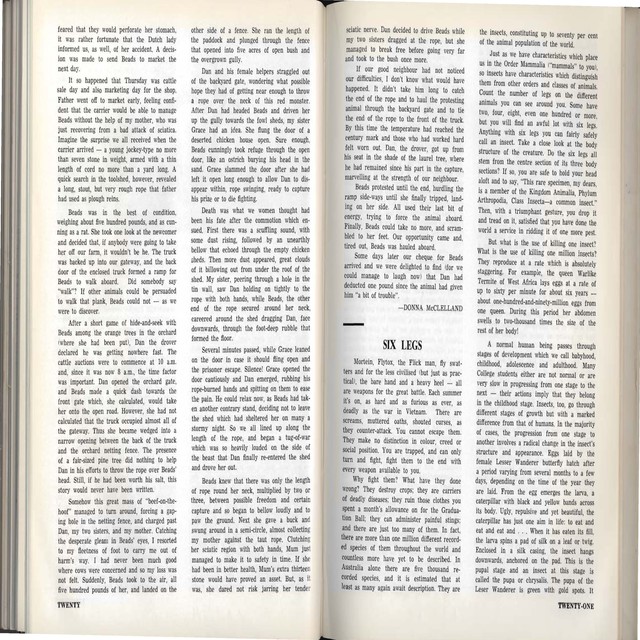 feared that they would perforate her stomach,
it was rather fortunate that the Dutch lady
informed us, as well, of her accident. A deci-
sion was made to send Beads to market the
next day.
It so happened that Thursday was cattle
sale day and also marketing day for the shop.
Father went off to market early, feeling confi-
dent that the carrier would be able to manage
Beads without the help of my mother, who was
just recovering from a bad attack of sciatica.
Imagine the surprise we all received when the
carrier arrived — a young jockey-type no more
than seven stone in weight, armed with a thin
length of cord no more than a yard long. A
quick search in the toolshed, however, revealed
a long, stout, but very rough rope that father
had used as plough reins.
Beads was in the best of condition,
weighing about five hundred pounds, and as cun-
ning as a rat. She took one look at the newcomer
and decided that, if anybody were going to take
her off our farm, it wouldn't be he. The truck
was backed up into our gateway, and the back
door of the enclosed truck formed a ramp for
Beads to walk aboard. Did somebody say
"walk"? If other animals could be persuaded
to walk that plank, Beads could not — as we
were to discover.
After a short game of hide-and-seek with
Beads among the orange trees in the orchard
(where she had been put), Dan the drover
declared he was getting nowhere fast. The
cattle auctions were to commence at 10 a.m.
and, since it was now 8 a.m., the time factor
was important. Dan opened the orchard gate,
and Beads made a quick dash towards the
front gate which, she calculated, would take
her onto the open road. However, she had not
calculated that the truck occupied almost all of
the gateway. Thus she became wedged into a
narrow opening between the back of the truck
and the orchard netting fence. The presence
of a fair-sized pine tree did nothing to help
Dan in his efforts to throw the rope over Beads'
head. Still, if he had been worth his salt, this
story would never have been written.
Somehow this great mass of "beef-on-the-
hoof" managed to turn around, forcing a gap-
ing hole in the netting fence, and charged past
Dan, my two sisters, and my mother. Catching
the desperate gleam in Beads' eyes, I resorted
to my fleetness of foot to carry me out of
harm's way. I had never been much good
where cows were concerned and so my loss was
not felt. Suddenly, Beads took to the air, all
five hundred pounds of her, and landed on the
TWENTY
other side of a fence. She ran the length of
the paddock and plunged through the fence
that opened into five acres of open bush and
the overgrown gully.
Dan and his female helpers straggled out
of the backyard gate, wondering what possible
hope they had of getting near enough to throw
a rope over the neck of this red monster.
After Dan had headed Beads and driven her
up the gully towards the fowl sheds, my sister
Grace had an idea. She flung the door of a
deserted chicken house open. Sure enough,
Beads cunningly took refuge through the open
door, like an ostrich burying its head in the
sand. Grace slammed the door after she had
left it open long enough to allow Dan to dis-
appear within, rope swinging, ready to capture
his prize or to die fighting.
Death was what we women thought had
been his fate after the commotion which en-
sued. First there was a scuffling sound, with
some dust rising, followed by an unearthly
bellow that echoed through the empty chicken
sheds. Then more dust appeared, great clouds
of it billowing out from under the roof of the
shed. My sister, peering through a hole in the
tin wall, saw Dan holding on tightly to the
rope with both hands, while Beads, the other
end of the rope secured around her neck,
careered around the shed dragging Dan, face
downwards, through the foot-deep rubble that
formed the floor.
Several minutes passed, while Grace leaned
on the door in case it should fling open and
the prisoner escape. Silence! Grace opened the
door cautiously and Dan emerged, rubbing his
rope-burned hands and spitting on them to ease
the pain. He could relax now, as Beads had tak-
en another contrary stand, deciding not to leave
the shed which had sheltered her on many a
stormy night. So we all lined up along the
length of the rope, and began a tug-of-war
which was so heavily loaded on the side of
the beast that Dan finally re-entered the shed
and drove her out.
Beads knew that there was only the length
of rope round her neck, multiplied by two or
three, between possible freedom and certain
capture and so began to bellow loudly and to
paw the ground. Next she gave a buck and
swung around in a semi-circle, almost collecting
my mother against the taut rope. Clutching
her sciatic region with both hands, Mum just
managed to make it to safety in time. If she
had been in better health, Mum's extra thirteen
stone would have proved an asset. But, as it
was, she dared not risk jarring her tender
sciatic nerve. Dan decided to drive Beads while
my two sisters dragged at the rope, but she
managed to break free before going very far
and took to the bush once more.
If our good neighbour had not noticed
our difficulties, I don't know what would have
happened. It didn't take him long to catch
the end of the rope and to haul the protesting
animal through the backyard gate and to tie
the end of the rope to the front of the truck.
By this time the temperature had reached the
century mark and those who had worked hard
felt worn out. Dan, the drover, put up from
his seat in the shade of the laurel tree, where
he had remained since his part in the capture,
marvelling at the strength of our neighbour.
Beads protested until the end, hurdling the
ramp side-ways until she finally tripped, land-
ing on her side. All used their last bit of
energy, trying to force the animal aboard.
Finally, Beads could take no more, and scram-
bled to her feet. Our opportunity came and,
tired out, Beads was hauled aboard.
Some days later our cheque for Beads
arrived and we were delighted to find (for we
could manage to laugh now) that Dan had
deducted one pound since the animal had given
him "a bit of trouble".
—DONNA McCLELLAND
SIX LEGS
Mortein, Flytox, the Flick man, fly swat-
ters and for the less civilised (but just as prac-
tical), the bare hand and a heavy heel — all
are weapons for the great battle. Each summer
it's on, as hard and as furious as ever, as
deadly as the war in Vietnam. There are
screams, muttered oaths, shouted curses, as
they counter-attack. You cannot escape them.
They make no distinction in colour, creed or
social position. You are trapped, and can only
turn and fight, fight them to the end with
every weapon available to you.
Why fight them? What have they done
wrong? They destroy crops; they are carriers
of deadly diseases; they ruin those clothes you
spent a month's allowance on for the Gradua-
tion Ball; they can administer painful stings;
and there are just too many of them. In fact,
there are more than one million different record-
ed species of them throughout the world and
countless more have yet to be described. In
Australia alone there are five thousand re-
corded species, and it is estimated that at
least as many again await description. They are
the insects, constituting up to seventy per cent
of the animal population of the world.
Just as we have characteristics which place
us in the Order Mammalia ("mammals" to you),
so insects have characteristics which distinguish
them from other orders and classes of animals.
Count the number of legs on the different
animals you can see around you. Some have
two, four, eight, even one hundred or more,
but you will find an awful lot with six legs.
Anything with six legs you can fairly safely
call an insect. Take a close look at the body
structure of the creature. Do the six legs all
stem from the centre section of its three body
sections? If so, you are safe to hold your head
aloft and to say, "This rare specimen, my dears,
is a member of the Kingdom Animalia, Phylum
Arthropoda, Class Insecta—a common insect."
Then, with a triumphant gesture, you drop it
and tread on it, satisfied that you have done the
world a service in ridding it of one more pest.
But what is the use of killing one insect?
What is the use of killing one million insects?
They reproduce at a rate which is absolutely
staggering. For example, the queen Warlike
Termite of West Africa lays eggs at a rate of
up to sixty per minute for about six years —
about one-hundred-and-ninety-million eggs from
one queen. During this period her abdomen
swells to two-thousand times the size of the
rest of her body!
A normal human being passes through
stages of development which we call babyhood,
childhood, adolescence and adulthood. Many
College students either are not normal or are
very slow in progressing from one stage to the
next — their actions imply that they belong
in the childhood stage. Insects, too, go through
different stages of growth but with a marked
difference from that of humans. In the majority
of cases, the progression from one stage to
another involves a radical change in the insect's
structure and appearance. Eggs laid by the
female Lesser Wanderer butterfly hatch after
a period varying from several months to a few
days, depending on the time of the year they
are laid. From the egg emerges the larva, a
caterpillar with black and yellow bands across
its body. Ugly, repulsive and yet beautiful, the
caterpillar has just one aim in life: to eat and
eat and eat and . . . When it has eaten its fill,
the larva spins a pad of silk on a leaf or twig.
Enclosed in a silk casing, the insect hangs
downwards, anchored on the pad. This is the
pupal stage and an insect at this stage is
called the pupa or chrysalis. The pupa of the
Lesser Wanderer is green with gold spots. It
TWENTY-ONE